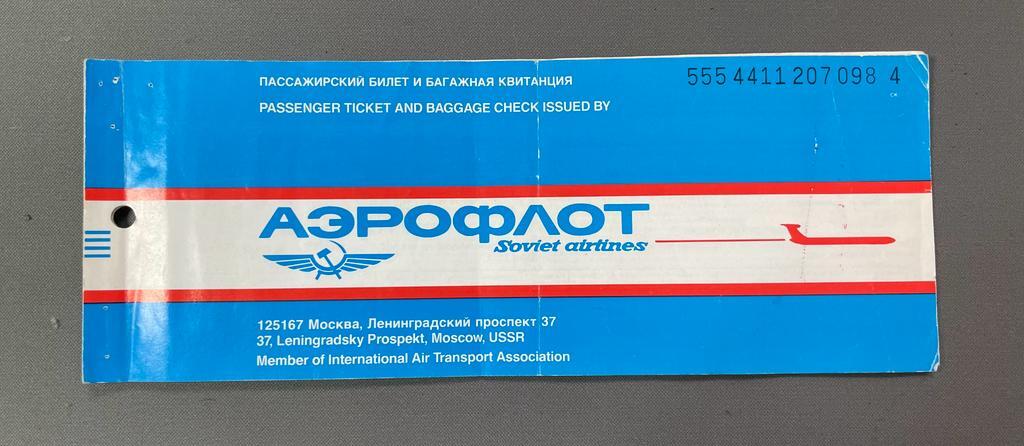 ПАССАЖИРСКИЙ БИЛЕТ И БАГАЖНАЯ КВИТАНЦИЯ
555 4411 207 098 4
PASSENGER TICKET AND BAGGAGE CHECK ISSUED BY
АЭРОФЛОТ
Soviet airlines
125167 Москва, Ленинградский проспект 37
37, Leningradsky Prospekt, Moscow, USSR
Member of International Air Transport Association